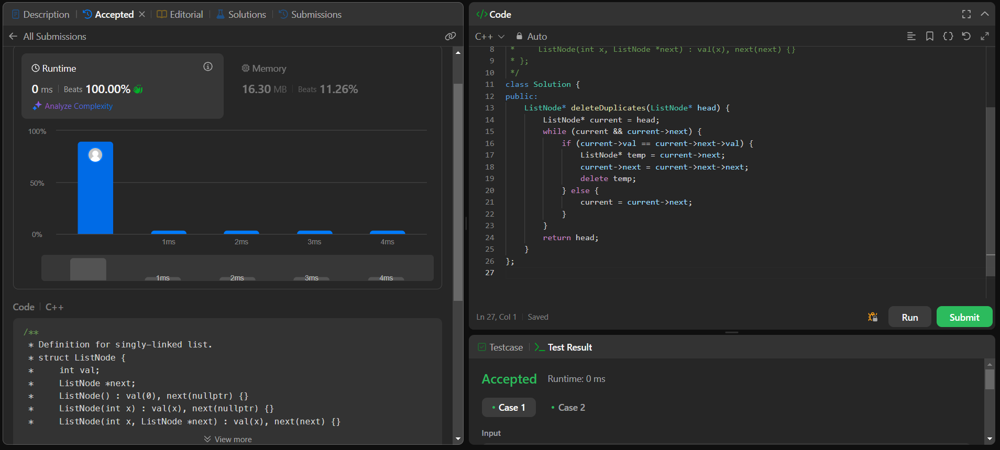 Description
Accepted
Editorial
Solutions
Submissions
All Submissions
Runtime
0 ms | Beats 100.00%
Analyze Complexity
Memory
16.30 MB | Beats 11.26%
100%
50%
0%
1ms 2ms 3ms 4ms
1ms 2ms 3ms 4ms
Code | C++
/**
 * Definition for singly-linked list.
 * struct ListNode {
 *     int val;
 *     ListNode *next;
 *     ListNode() : val(0), next(nullptr) {}
 *     ListNode(int x) : val(x), next(nullptr) {}
 *     ListNode(int x, ListNode *next) : val(x), next(next) {}
View more
</> Code
C++ Auto
8  *     ListNode(int x, ListNode *next) : val(x), next(next) {}
9  * };
10  */
11 class Solution {
12 public:
13     ListNode* deleteDuplicates(ListNode* head) {
14         ListNode* current = head;
15         while (current && current->next) {
16             if (current->val == current->next->val) {
17                 ListNode* temp = current->next;
18                 current->next = current->next->next;
19                 delete temp;
20             } else {
21                 current = current->next;
22             }
23         }
24         return head;
25     }
26 };
27
Ln 27, Col 1 | Saved
Run
Submit
Testcase
Test Result
Accepted Runtime: 0 ms
• Case 1 • Case 2
Input